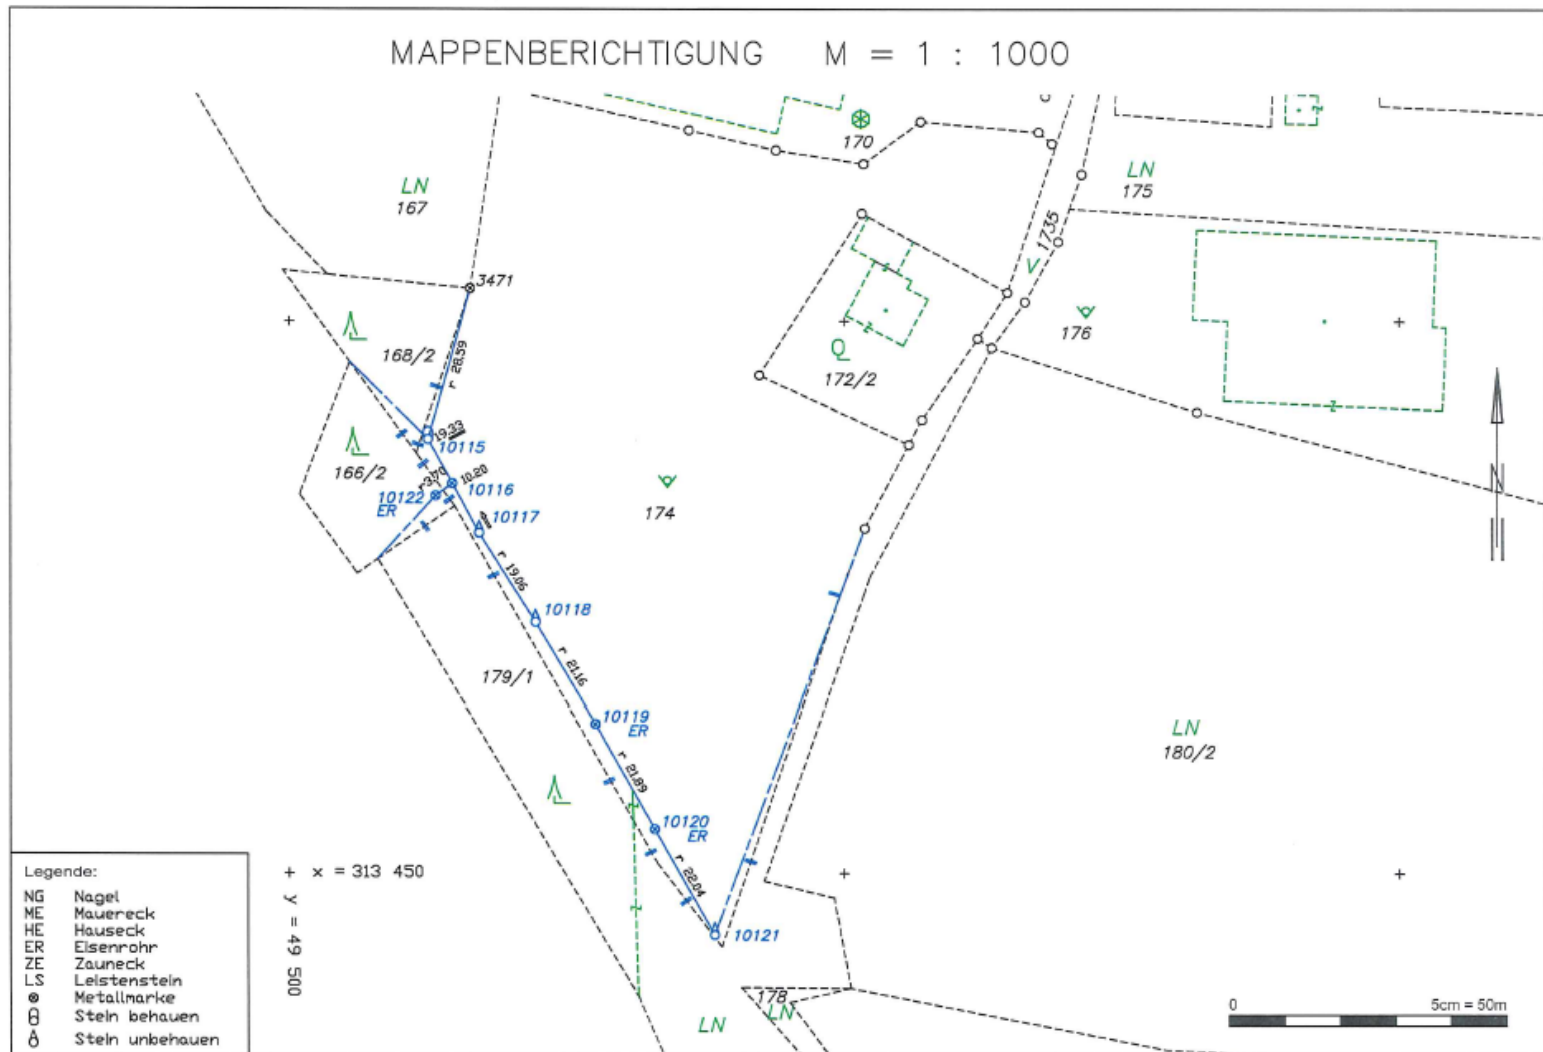 MAPPENBERICHTIGUNG M = 1 : 1000
170
LN
167
LN
175
1735
V
3471
176
168/2
r 28.59
Q
172/2
19.33
10115
166/2
r 3.70
10.20
10116
10122
ER
10117
174
r 19.06
10118
r 21.16
179/1
10119
ER
LN
180/2
r 21.89
10120
ER
r 22.04
10121
N
x = 313 450
y = 49 500
178
LN
LN
0 5cm = 50m
Legende:
NG Nagel
ME Mauereck
HE Hauseck
ER Eisenrohr
ZE Zauneck
LS Leistenstein
Metallmarke
Stein behauen
Stein unbehauen